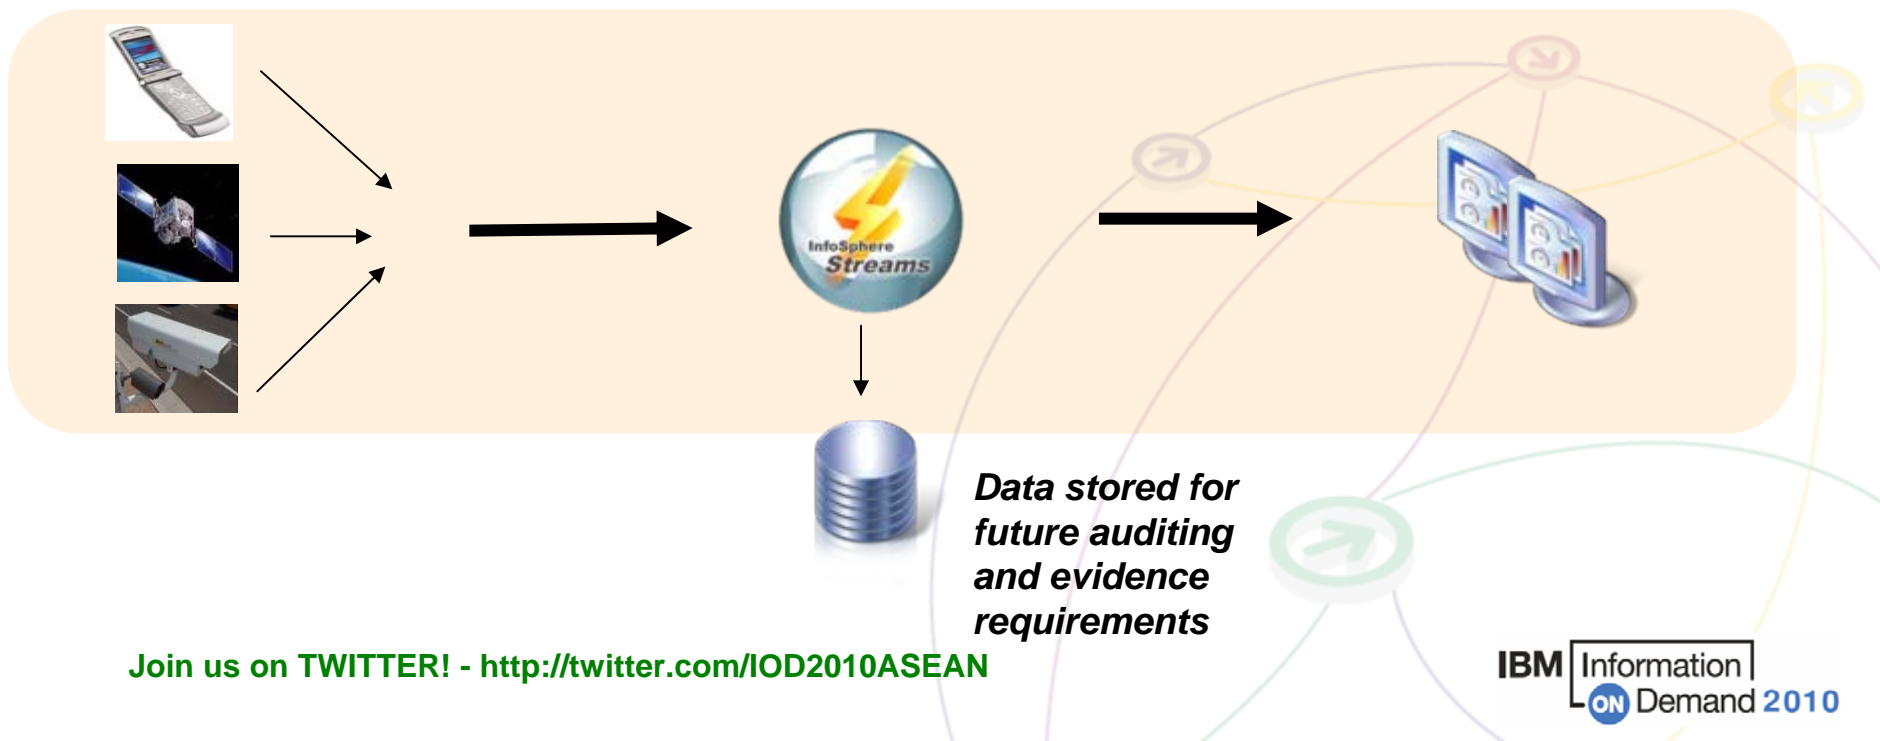 InfoSphere
Streams
Data stored for
future auditing
and evidence
requirements
Join us on TWITTER! - http://twitter.com/IOD2010ASEAN
IBM Information
ON Demand 2010